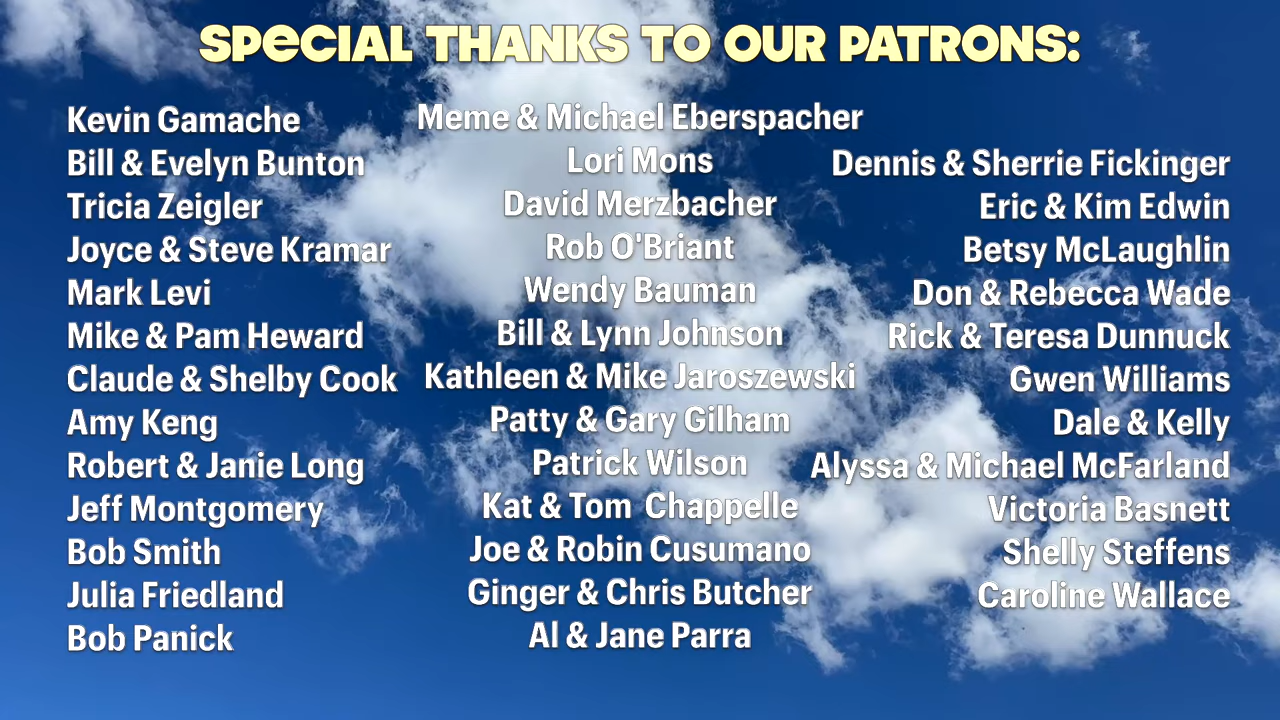 SPECIAL THANKS TO OUR PATRONS:
Kevin Gamache
Bill & Evelyn Bunton
Tricia Zeigler
Joyce & Steve Kramar
Mark Levi
Mike & Pam Heward
Claude & Shelby Cook
Amy Keng
Robert & Janie Long
Jeff Montgomery
Bob Smith
Julia Friedland
Bob Panick
Meme & Michael Eberspacher
Lori Mons
David Merzbacher
Rob O'Briant
Wendy Bauman
Bill & Lynn Johnson
Kathleen & Mike Jaroszewski
Patty & Gary Gilham
Patrick Wilson
Kat & Tom  Chappelle
Joe & Robin Cusumano
Ginger & Chris Butcher
Al & Jane Parra
Dennis & Sherrie Fickinger
Eric & Kim Edwin
Betsy McLaughlin
Don & Rebecca Wade
Rick & Teresa Dunnuck
Gwen Williams
Dale & Kelly
Alyssa & Michael McFarland
Victoria Basnett
Shelly Steffens
Caroline Wallace